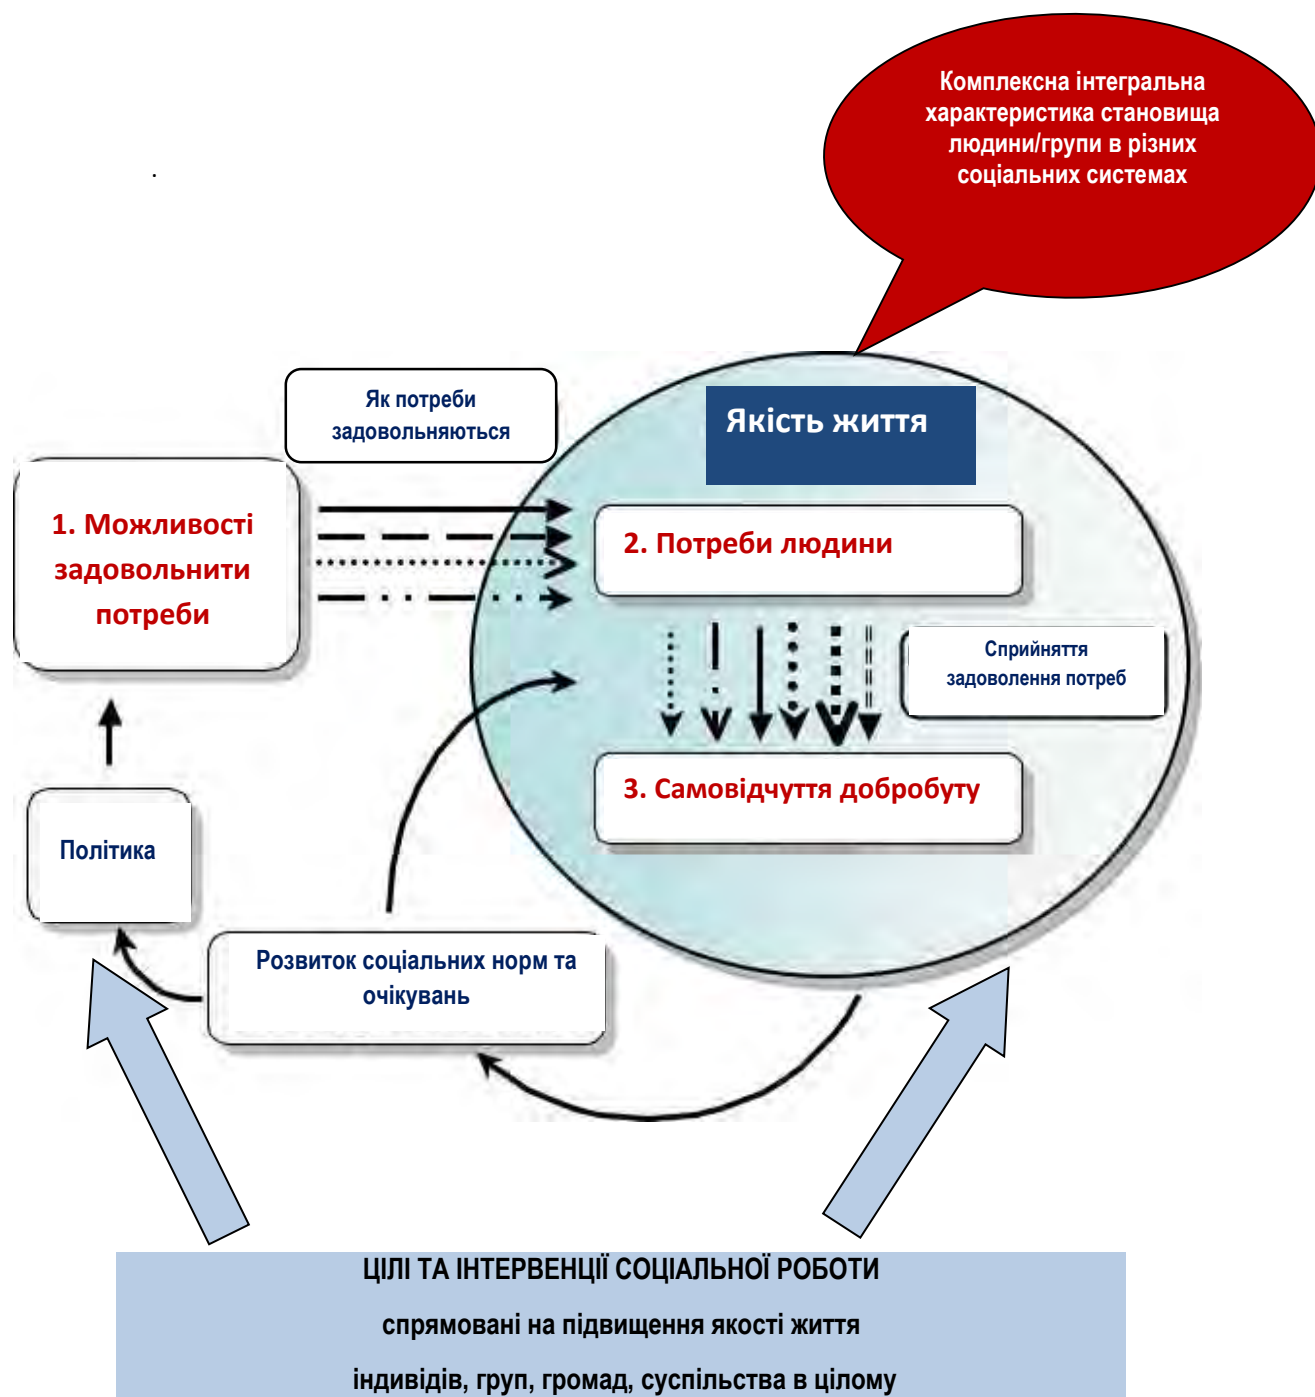 Комплексна інтегральна
характеристика становища
людини/групи в різних
соціальних системах
Як потреби
задовольняються
Якість життя
1. Можливості
задовольнити
потреби
2. Потреби людини
Сприйняття
задоволення потреб
3. Самовідчуття добробуту
Політика
Розвиток соціальних норм та
очікувань
ЦІЛІ ТА ІНТЕРВЕНЦІЇ СОЦІАЛЬНОЇ РОБОТИ
спрямовані на підвищення якості життя
індивідів, груп, громад, суспільства в цілому